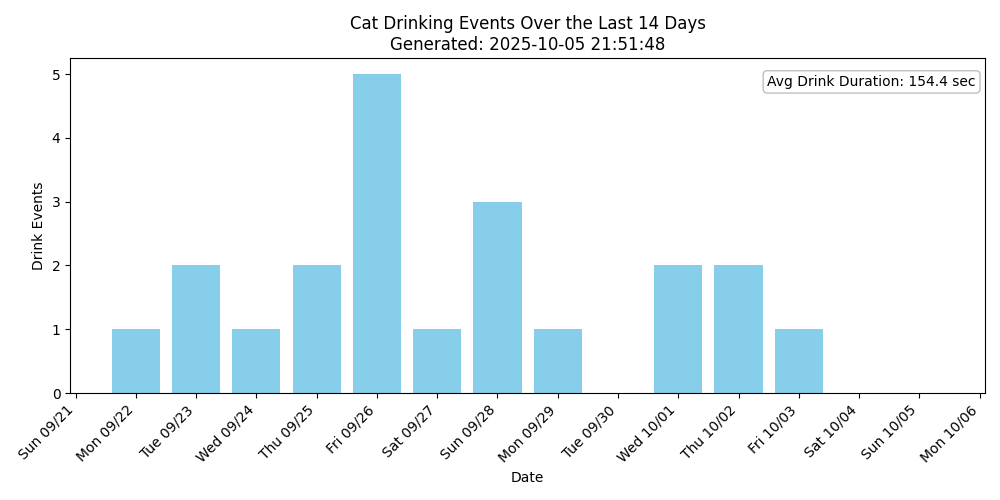 Cat Drinking Events Over the Last 14 Days
Generated: 2025-10-05 21:51:48
Avg Drink Duration: 154.4 sec
Drink Events
5
4
3
2
1
0
Sun 09/21
Mon 09/22
Tue 09/23
Wed 09/24
Thu 09/25
Fri 09/26
Sat 09/27
Sun 09/28
Mon 09/29
Tue 09/30
Wed 10/01
Thu 10/02
Fri 10/03
Sat 10/04
Sun 10/05
Mon 10/06
Date